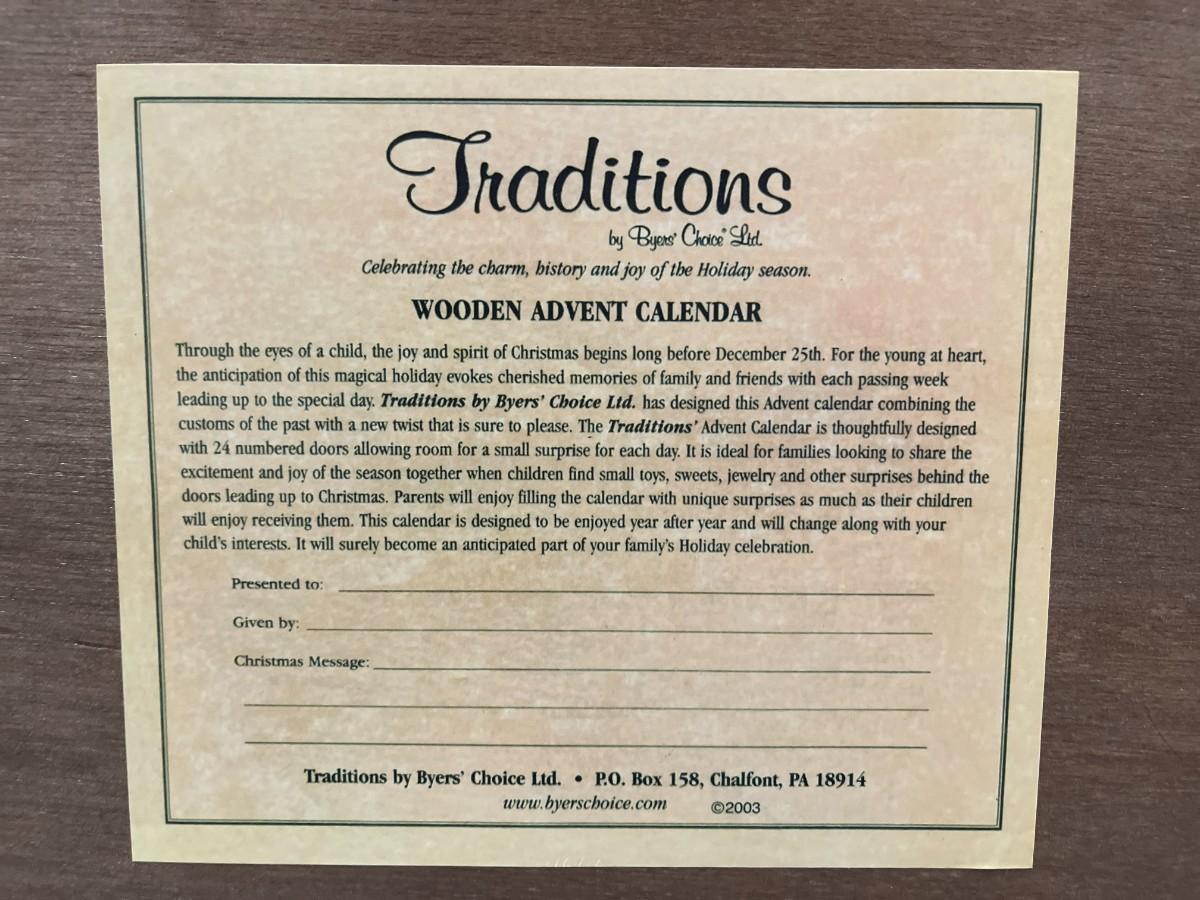 Traditions
by Byers' Choice® Ltd.
Celebrating the charm, history and joy of the Holiday season.
WOODEN ADVENT CALENDAR
Through the eyes of a child, the joy and spirit of Christmas begins long before December 25th. For the young at heart,
the anticipation of this magical holiday evokes cherished memories of family and friends with each passing week
leading up to the special day. Traditions by Byers' Choice Ltd. has designed this Advent calendar combining the
customs of the past with a new twist that is sure to please. The Traditions' Advent Calendar is thoughtfully designed
with 24 numbered doors allowing room for a small surprise for each day. It is ideal for families looking to share the
excitement and joy of the season together when children find small toys, sweets, jewelry and other surprises behind the
doors leading up to Christmas. Parents will enjoy filling the calendar with unique surprises as much as their children
will enjoy receiving them. This calendar is designed to be enjoyed year after year and will change along with your
child's interests. It will surely become an anticipated part of your family's Holiday celebration.
Presented to:
Given by:
Christmas Message:
Traditions by Byers' Choice Ltd. • P.O. Box 158, Chalfont, PA 18914
www.byerschoice.com ©2003